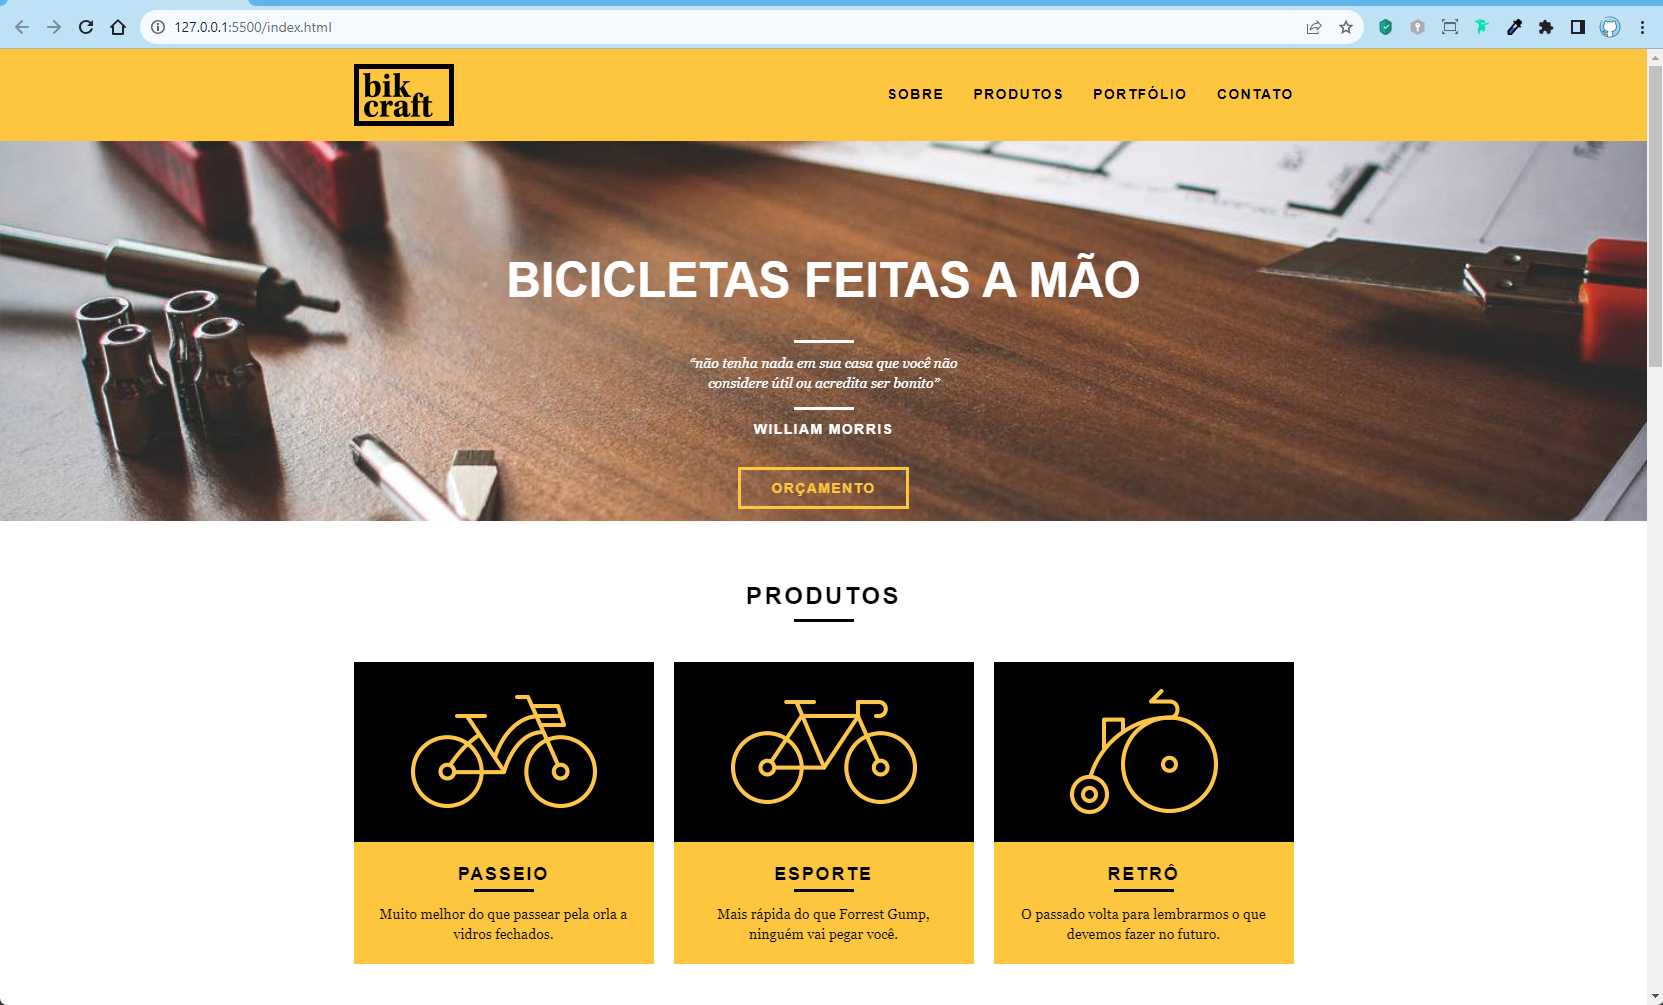 127.0.0.1:5500/index.html
bik
craft
SOBRE PRODUTOS PORTFÓLIO CONTATO
BICICLETAS FEITAS A MÃO
“não tenha nada em sua casa que você não
considere útil ou acredita ser bonito”
WILLIAM MORRIS
ORÇAMENTO
PRODUTOS
PASSEIO
Muito melhor do que passear pela orla a
vidros fechados.
ESPORTE
Mais rápida do que Forrest Gump,
ninguém vai pegar você.
RETRÔ
O passado volta para lembrarmos o que
devemos fazer no futuro.